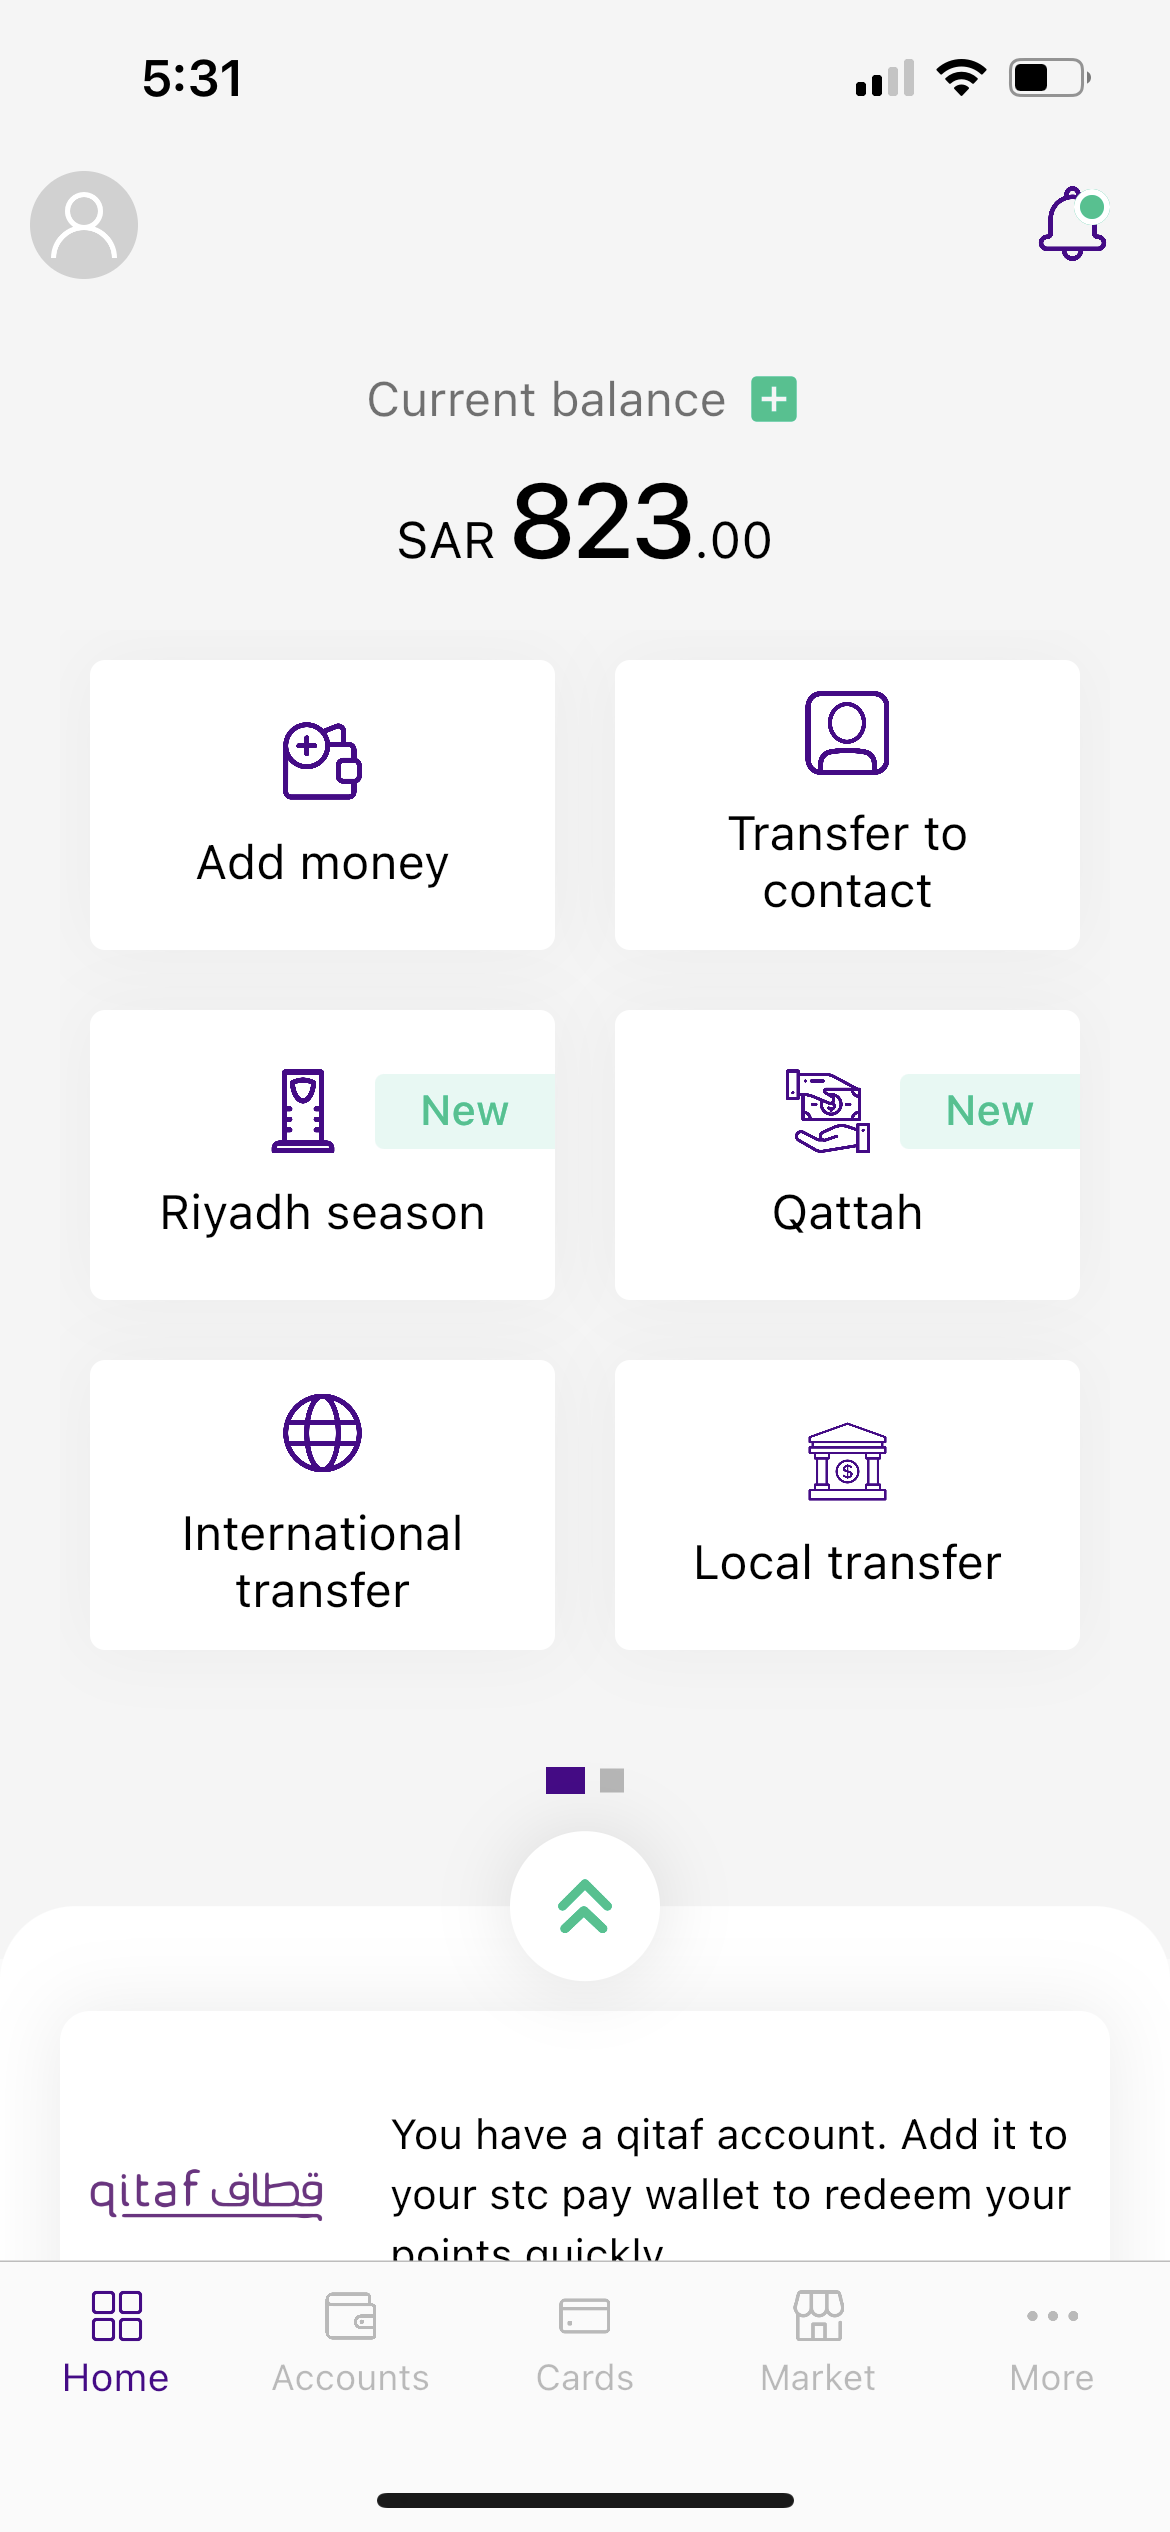 5:31
Current balance
SAR 823.00
Add money
Transfer to
contact
New
Riyadh season
New
Qattah
International
transfer
Local transfer
You have a qitaf account. Add it to
qitaf قطاف
your stc pay wallet to redeem your
points quickly
Home
Accounts
Cards
Market
More